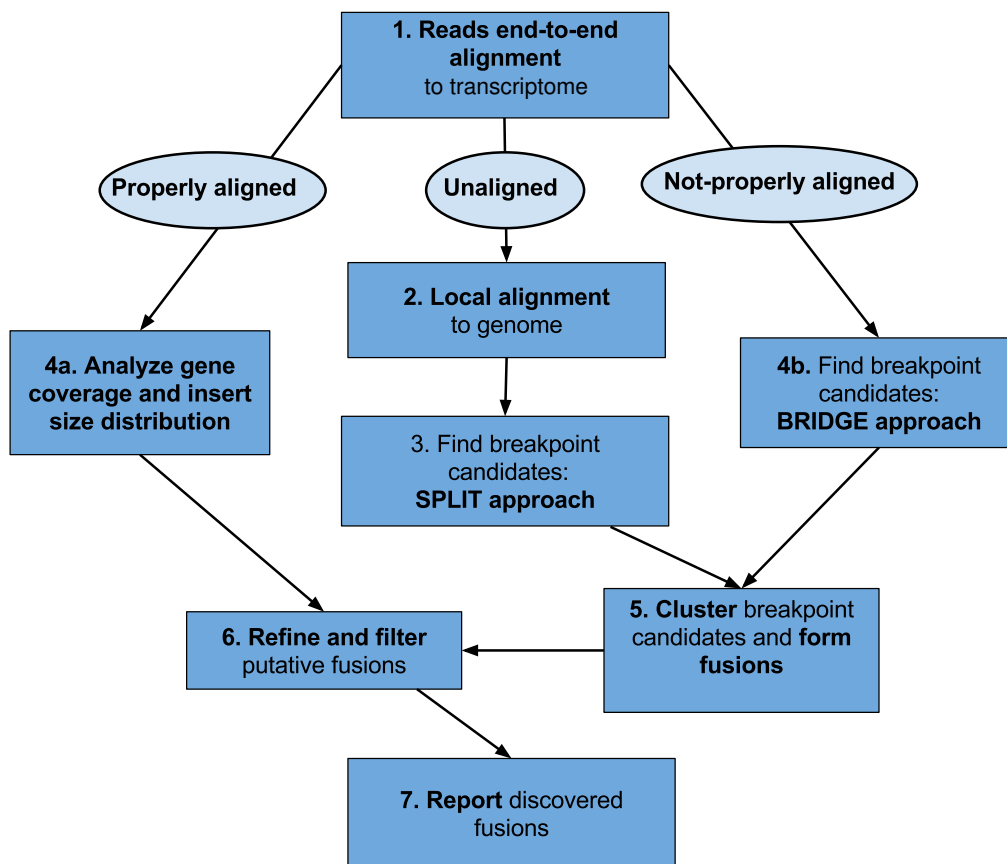 1. Reads end-to-end
alignment
to transcriptome
Properly aligned
Unaligned
Not-properly aligned
2. Local alignment
to genome
4a. Analyze gene
coverage and insert
size distribution
4b. Find breakpoint
candidates:
BRIDGE approach
3. Find breakpoint
candidates:
SPLIT approach
5. Cluster breakpoint
candidates and form
fusions
6. Refine and filter
putative fusions
7. Report discovered
fusions